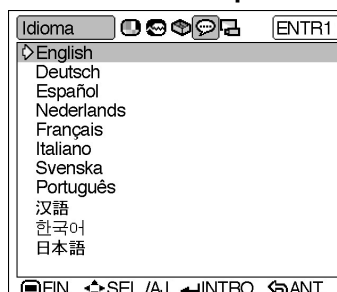 Idioma ENTR1
English
Deutsch
Español
Nederlands
Français
Italiano
Svenska
Português
汉語
한국어
日本語
FIN SEL./AJ. INTRO ANT.